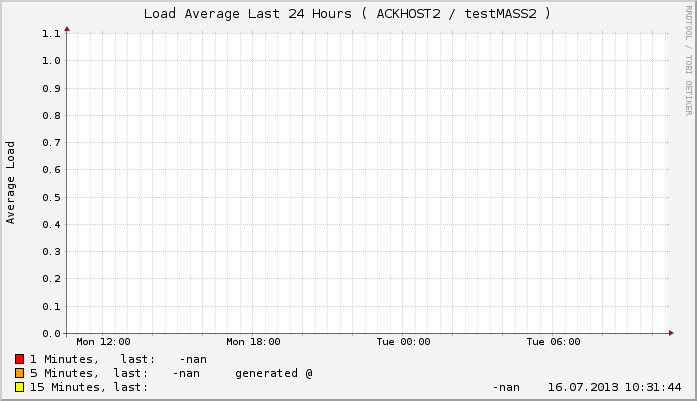 Load Average Last 24 Hours ( ACKHOST2 / testMASS2 )
RRDTOOL / TOBI OETIKER
Average Load
1.1
1.0
0.9
0.8
0.7
0.6
0.5
0.4
0.3
0.2
0.1
0.0
Mon 12:00 Mon 18:00 Tue 00:00 Tue 06:00
1 Minutes, last: -nan
5 Minutes, last: -nan generated @
15 Minutes, last: -nan 16.07.2013 10:31:44